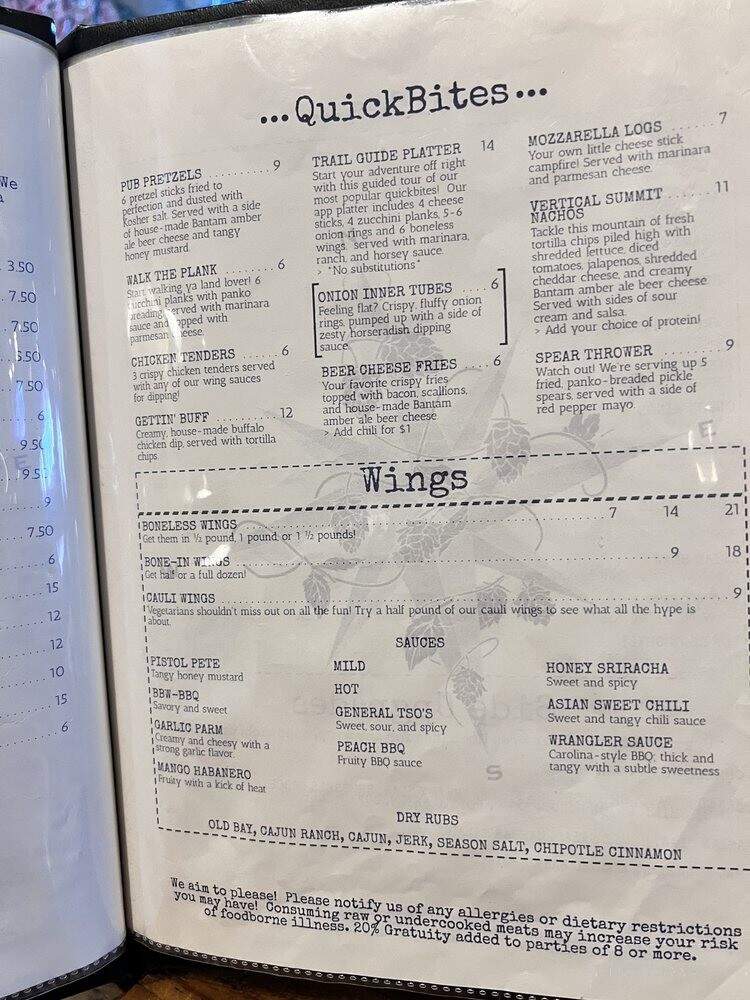 We
a
3.50
7.50
7.50
5.50
7.50
6
9.50
9.5
9
7.50
6
15
12
12
10
15
6
...QuickBites...
PUB PRETZELS .......... 9
6 pretzel sticks fried to
perfection and dusted with
Kosher salt. Served with a side
of house-made Bantam amber
ale beer cheese and tangy
honey mustard.
WALK THE PLANK ........ 6
Start walking ya land lover! 6
zucchini planks with panko
breading served with marinara
sauce and topped with
parmesan cheese.
CHICKEN TENDERS ...... 6
3 crispy chicken tenders served
with any of our wing sauces
for dipping!
GETTIN' BUFF ......... 12
Creamy, house-made buffalo
chicken dip, served with tortilla
chips.
TRAIL GUIDE PLATTER 14
Start your adventure off right
with this guided tour of our
most popular quickbites! Our
app platter includes 4 cheese
sticks, 4 zucchini planks, 5-6
onion rings and 6 boneless
wings. served with marinara,
ranch, and horsey sauce.
> *No substitutions*
ONION INNER TUBES .... 6
Feeling flat? Crispy, fluffy onion
rings, pumped up with a side of
zesty horseradish dipping
sauce.
BEER CHEESE FRIES .... 6
Your favorite crispy fries
topped with bacon, scallions,
and house-made Bantam
amber ale beer cheese.
> Add chili for $1
MOZZARELLA LOGS ...... 7
Your own little cheese stick
campfire! Served with marinara
and parmesan cheese.
VERTICAL SUMMIT ...... 11
NACHOS
Tackle this mountain of fresh
tortilla chips piled high with
shredded lettuce, diced
tomatoes, jalapenos, shredded
cheddar cheese, and creamy
Bantam amber ale beer cheese.
Served with sides of sour
cream and salsa.
> Add your choice of protein!
SPEAR THROWER ........ 9
Watch out! We're serving up 5
fried, panko-breaded pickle
spears, served with a side of
red pepper mayo.
E
Wings
BONELESS WINGS ........ 7 14 21
Get them in ½ pound, 1 pound, or 1 ½ pounds!
BONE-IN WINGS ........ 9 18
Get half or a full dozen!
CAULI WINGS ........ 9
Vegetarians shouldn't miss out on all the fun! Try a half pound of our cauli wings to see what all the hype is
about.
SAUCES
PISTOL PETE
Tangy honey mustard
BBW-BBQ
Savory and sweet
GARLIC PARM
Creamy and cheesy with a
strong garlic flavor.
MANGO HABANERO
Fruity with a kick of heat
MILD
HOT
GENERAL TSO'S
Sweet, sour, and spicy
PEACH BBQ
Fruity BBQ sauce
HONEY SRIRACHA
Sweet and spicy
ASIAN SWEET CHILI
Sweet and tangy chili sauce
WRANGLER SAUCE
Carolina-style BBQ; thick and
tangy with a subtle sweetness
S
DRY RUBS
OLD BAY, CAJUN RANCH, CAJUN, JERK, SEASON SALT, CHIPOTLE CINNAMON
We aim to please! Please notify us of any allergies or dietary restrictions
you may have! Consuming raw or undercooked meats may increase your risk
of foodborne illness. 20% Gratuity added to parties of 8 or more.